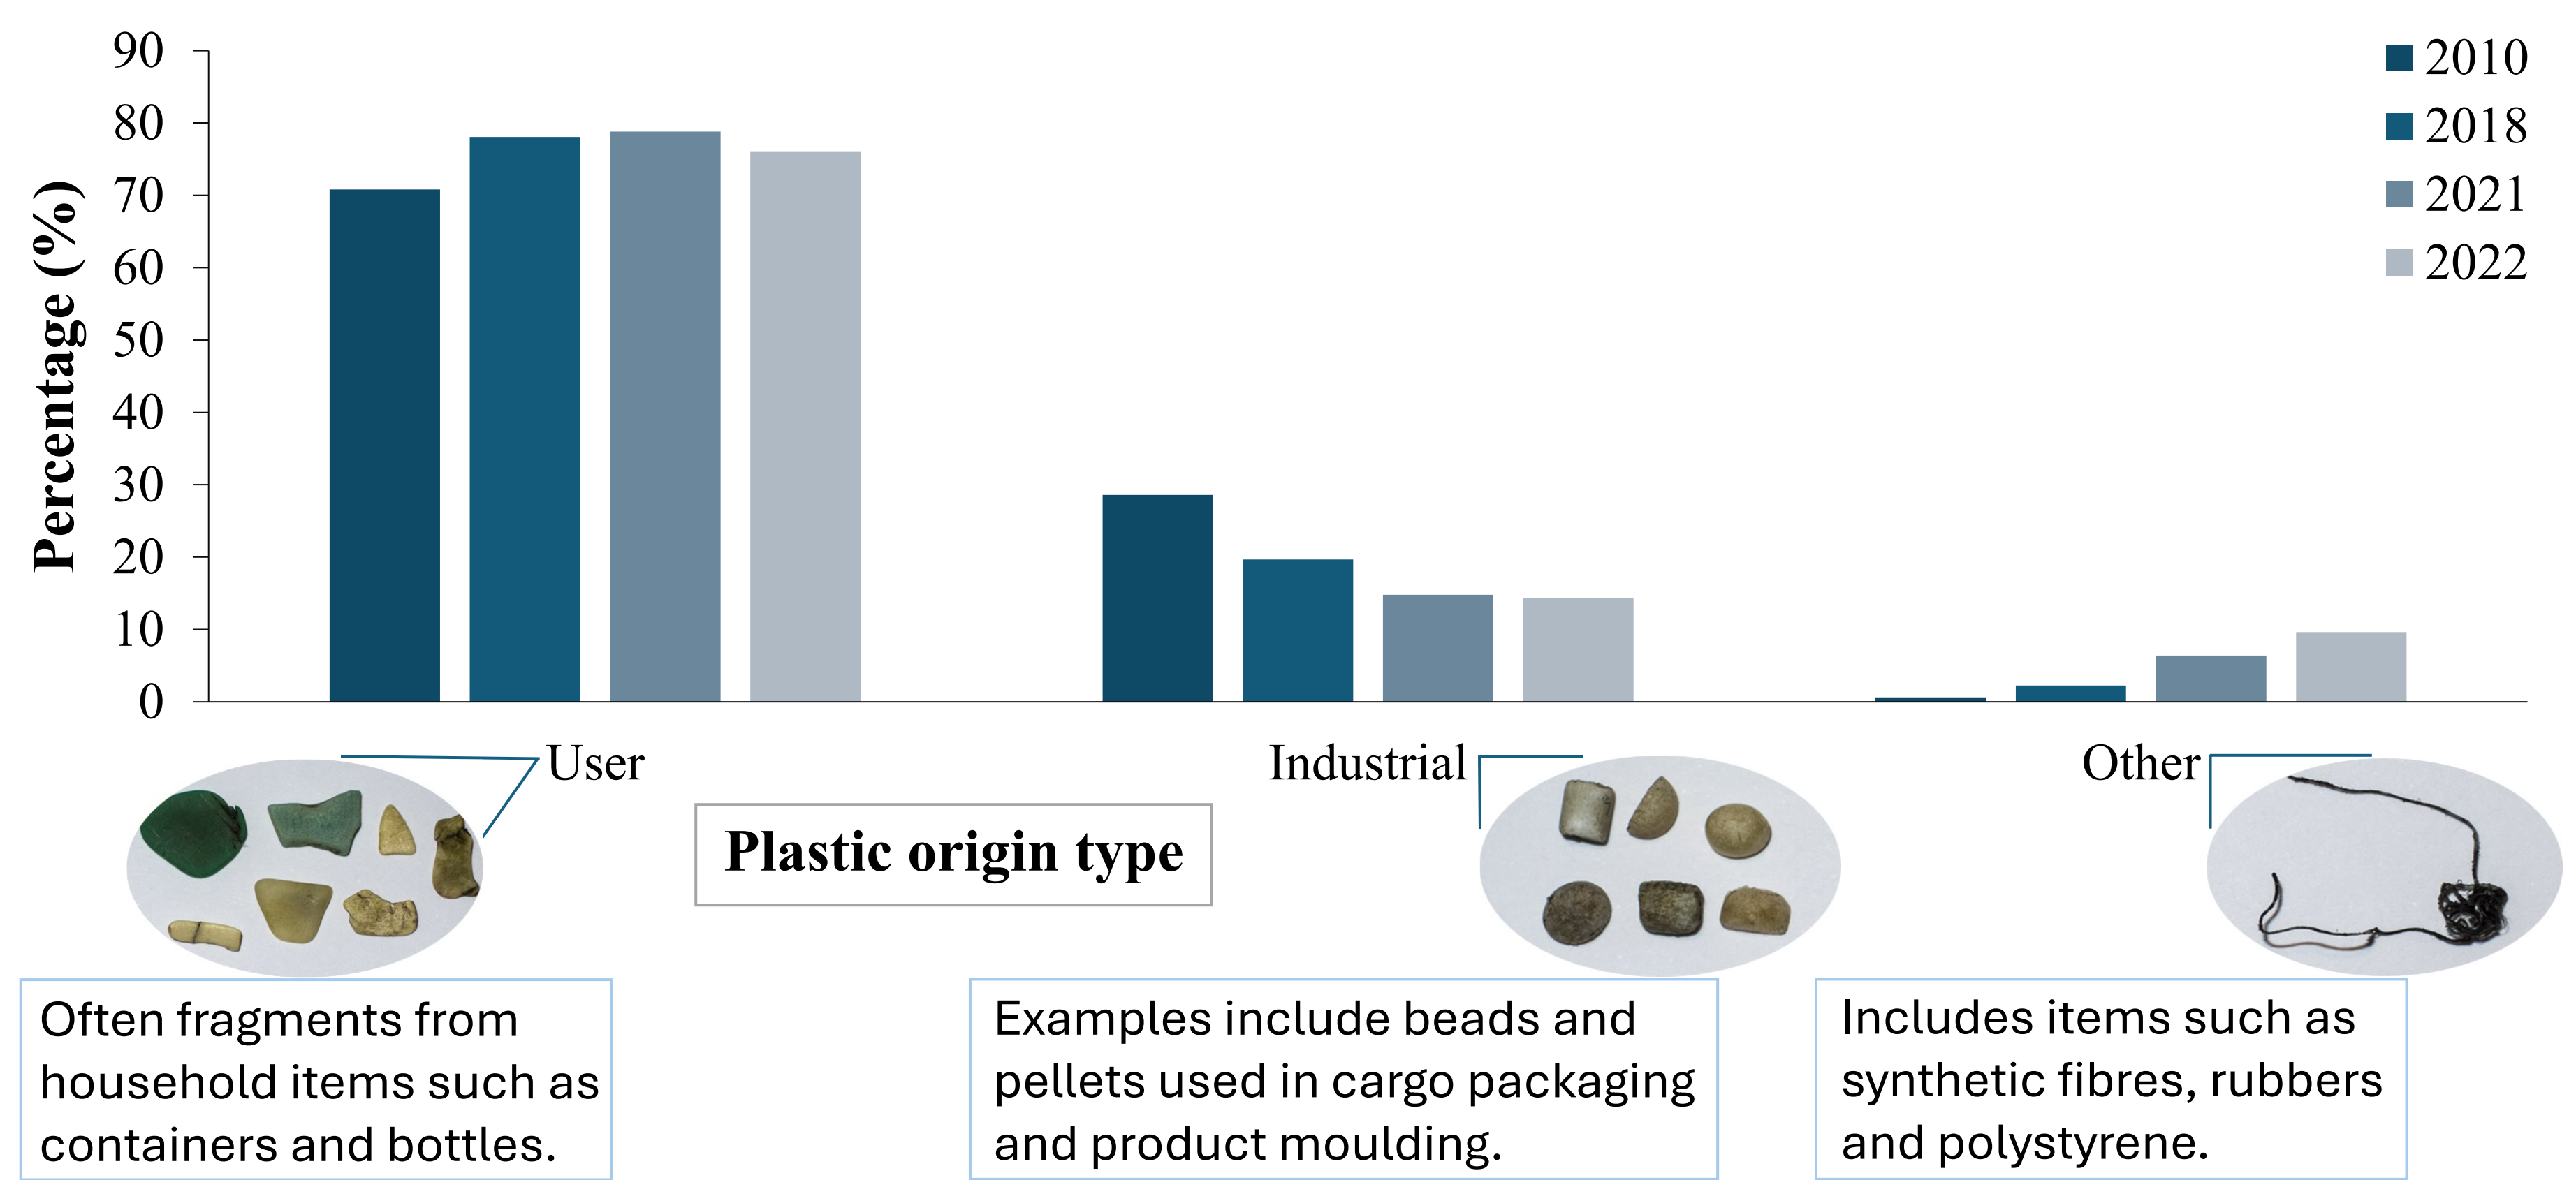 90
80
70
60
50
40
30
20
10
0
Percentage (%)
2010
2018
2021
2022
User
Industrial
Other
Plastic origin type
Often fragments from
household items such as
containers and bottles.
Examples include beads and
pellets used in cargo packaging
and product moulding.
Includes items such as
synthetic fibres, rubbers
and polystyrene.